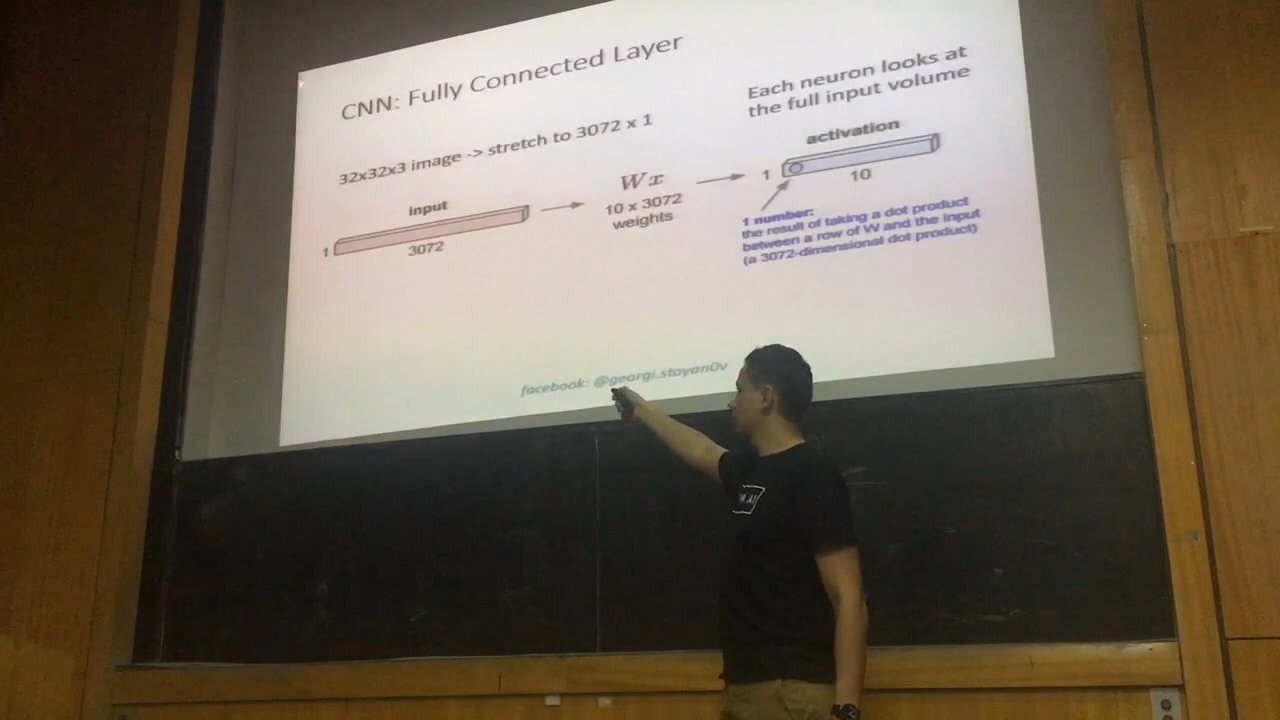 CNN: Fully Connected Layer
32x32x3 image -> stretch to 3072 x 1
input
1
3072
Wx
10 x 3072
weights
Each neuron looks at
the full input volume
activation
1
10
1 number:
the result of taking a dot product
between a row of W and the input
(a 3072-dimensional dot product)
facebook: @georgi.stoyan0v
AI